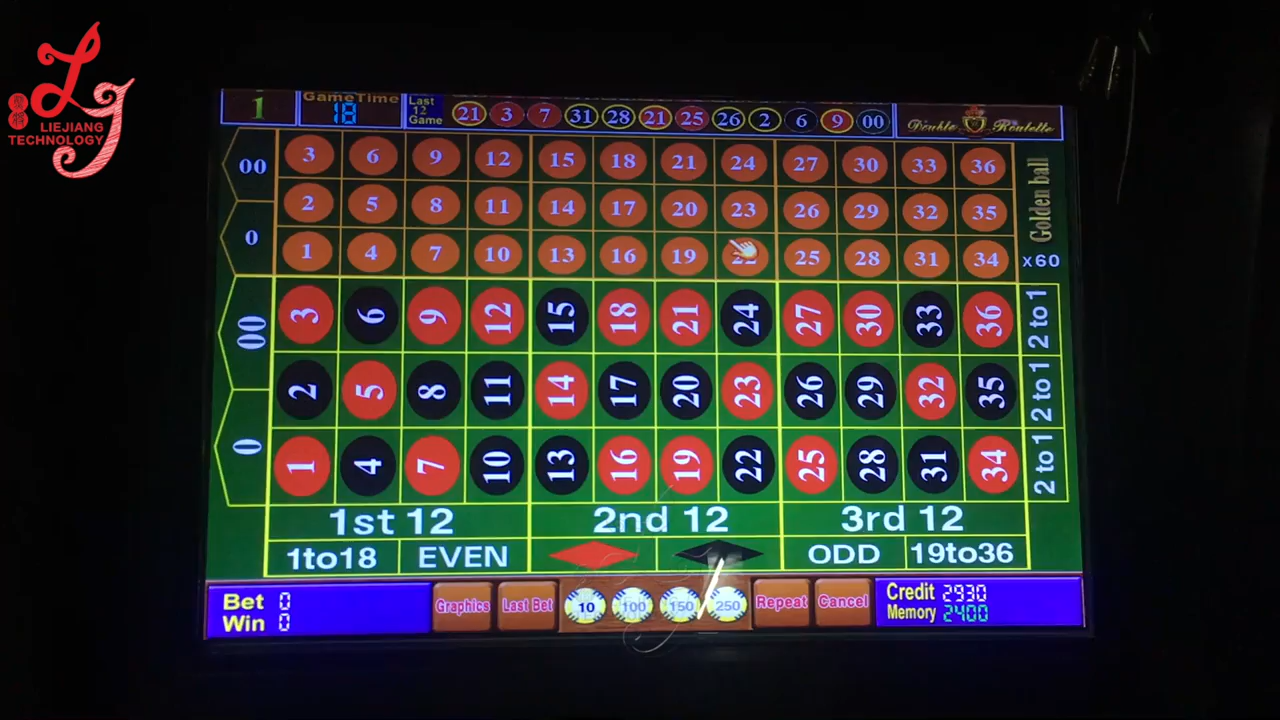 LIEJIANG
TECHNOLOGY
1
GameTime
18
Last
12
Game
21 3 7 31 28 21 25 26 2 6 9 00
Double Roulette
00 3 6 9 12 15 18 21 24 27 30 33 36
2 5 8 11 14 17 20 23 26 29 32 35
0 1 4 7 10 13 16 19 22 25 28 31 34
Golden ball
x60
00 3 6 9 12 15 18 21 24 27 30 33 36 2 to 1
2 5 8 11 14 17 20 23 26 29 32 35 2 to 1
0 1 4 7 10 13 16 19 22 25 28 31 34 2 to 1
1st 12 2nd 12 3rd 12
1to18 EVEN ODD 19to36
Bet 0
Win 0
Graphics Last Bet 10 100 150 250 Repeat Cancel
Credit 2930
Memory 2400